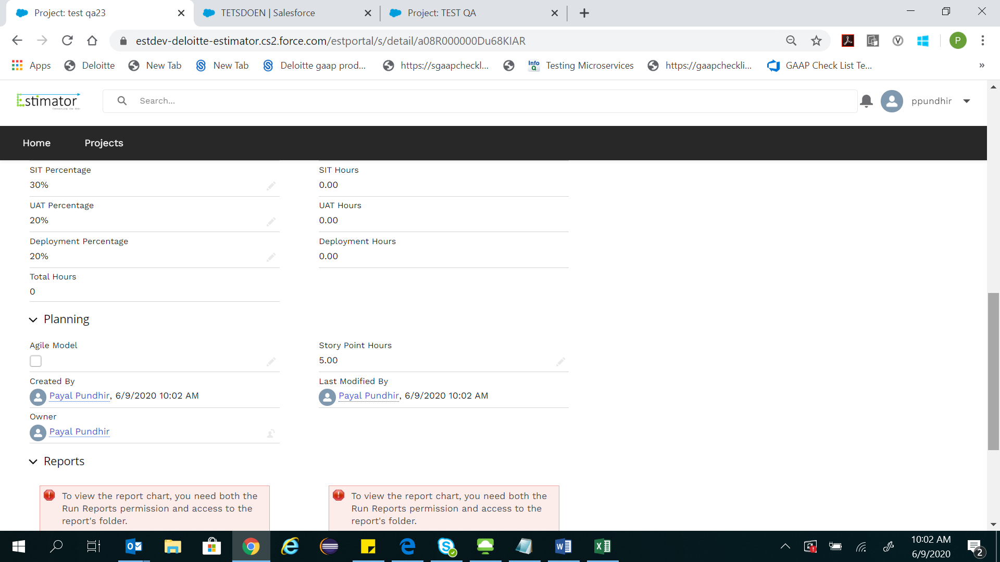 Project: test qa23
TETSDOEN | Salesforce
Project: TEST QA
estdev-deloitte-estimator.cs2.force.com/estportal/s/detail/a08R000000Du68KIAR
P
Apps
Deloitte
New Tab
New Tab
Deloitte gaap prod...
https://sgaapcheckl...
Info Q
Testing Microservices
https://gaapcheckli...
GAAP Check List Te...
»
Estimator
Search...
ppundhir
Home
Projects
SIT Percentage
30%
SIT Hours
0.00
UAT Percentage
20%
UAT Hours
0.00
Deployment Percentage
20%
Deployment Hours
0.00
Total Hours
0
Planning
Agile Model
Story Point Hours
5.00
Created By
Payal Pundhir, 6/9/2020 10:02 AM
Last Modified By
Payal Pundhir, 6/9/2020 10:02 AM
Owner
Payal Pundhir
Reports
To view the report chart, you need both the
Run Reports permission and access to the
report's folder.
To view the report chart, you need both the
Run Reports permission and access to the
report's folder.
10:02 AM
6/9/2020
2